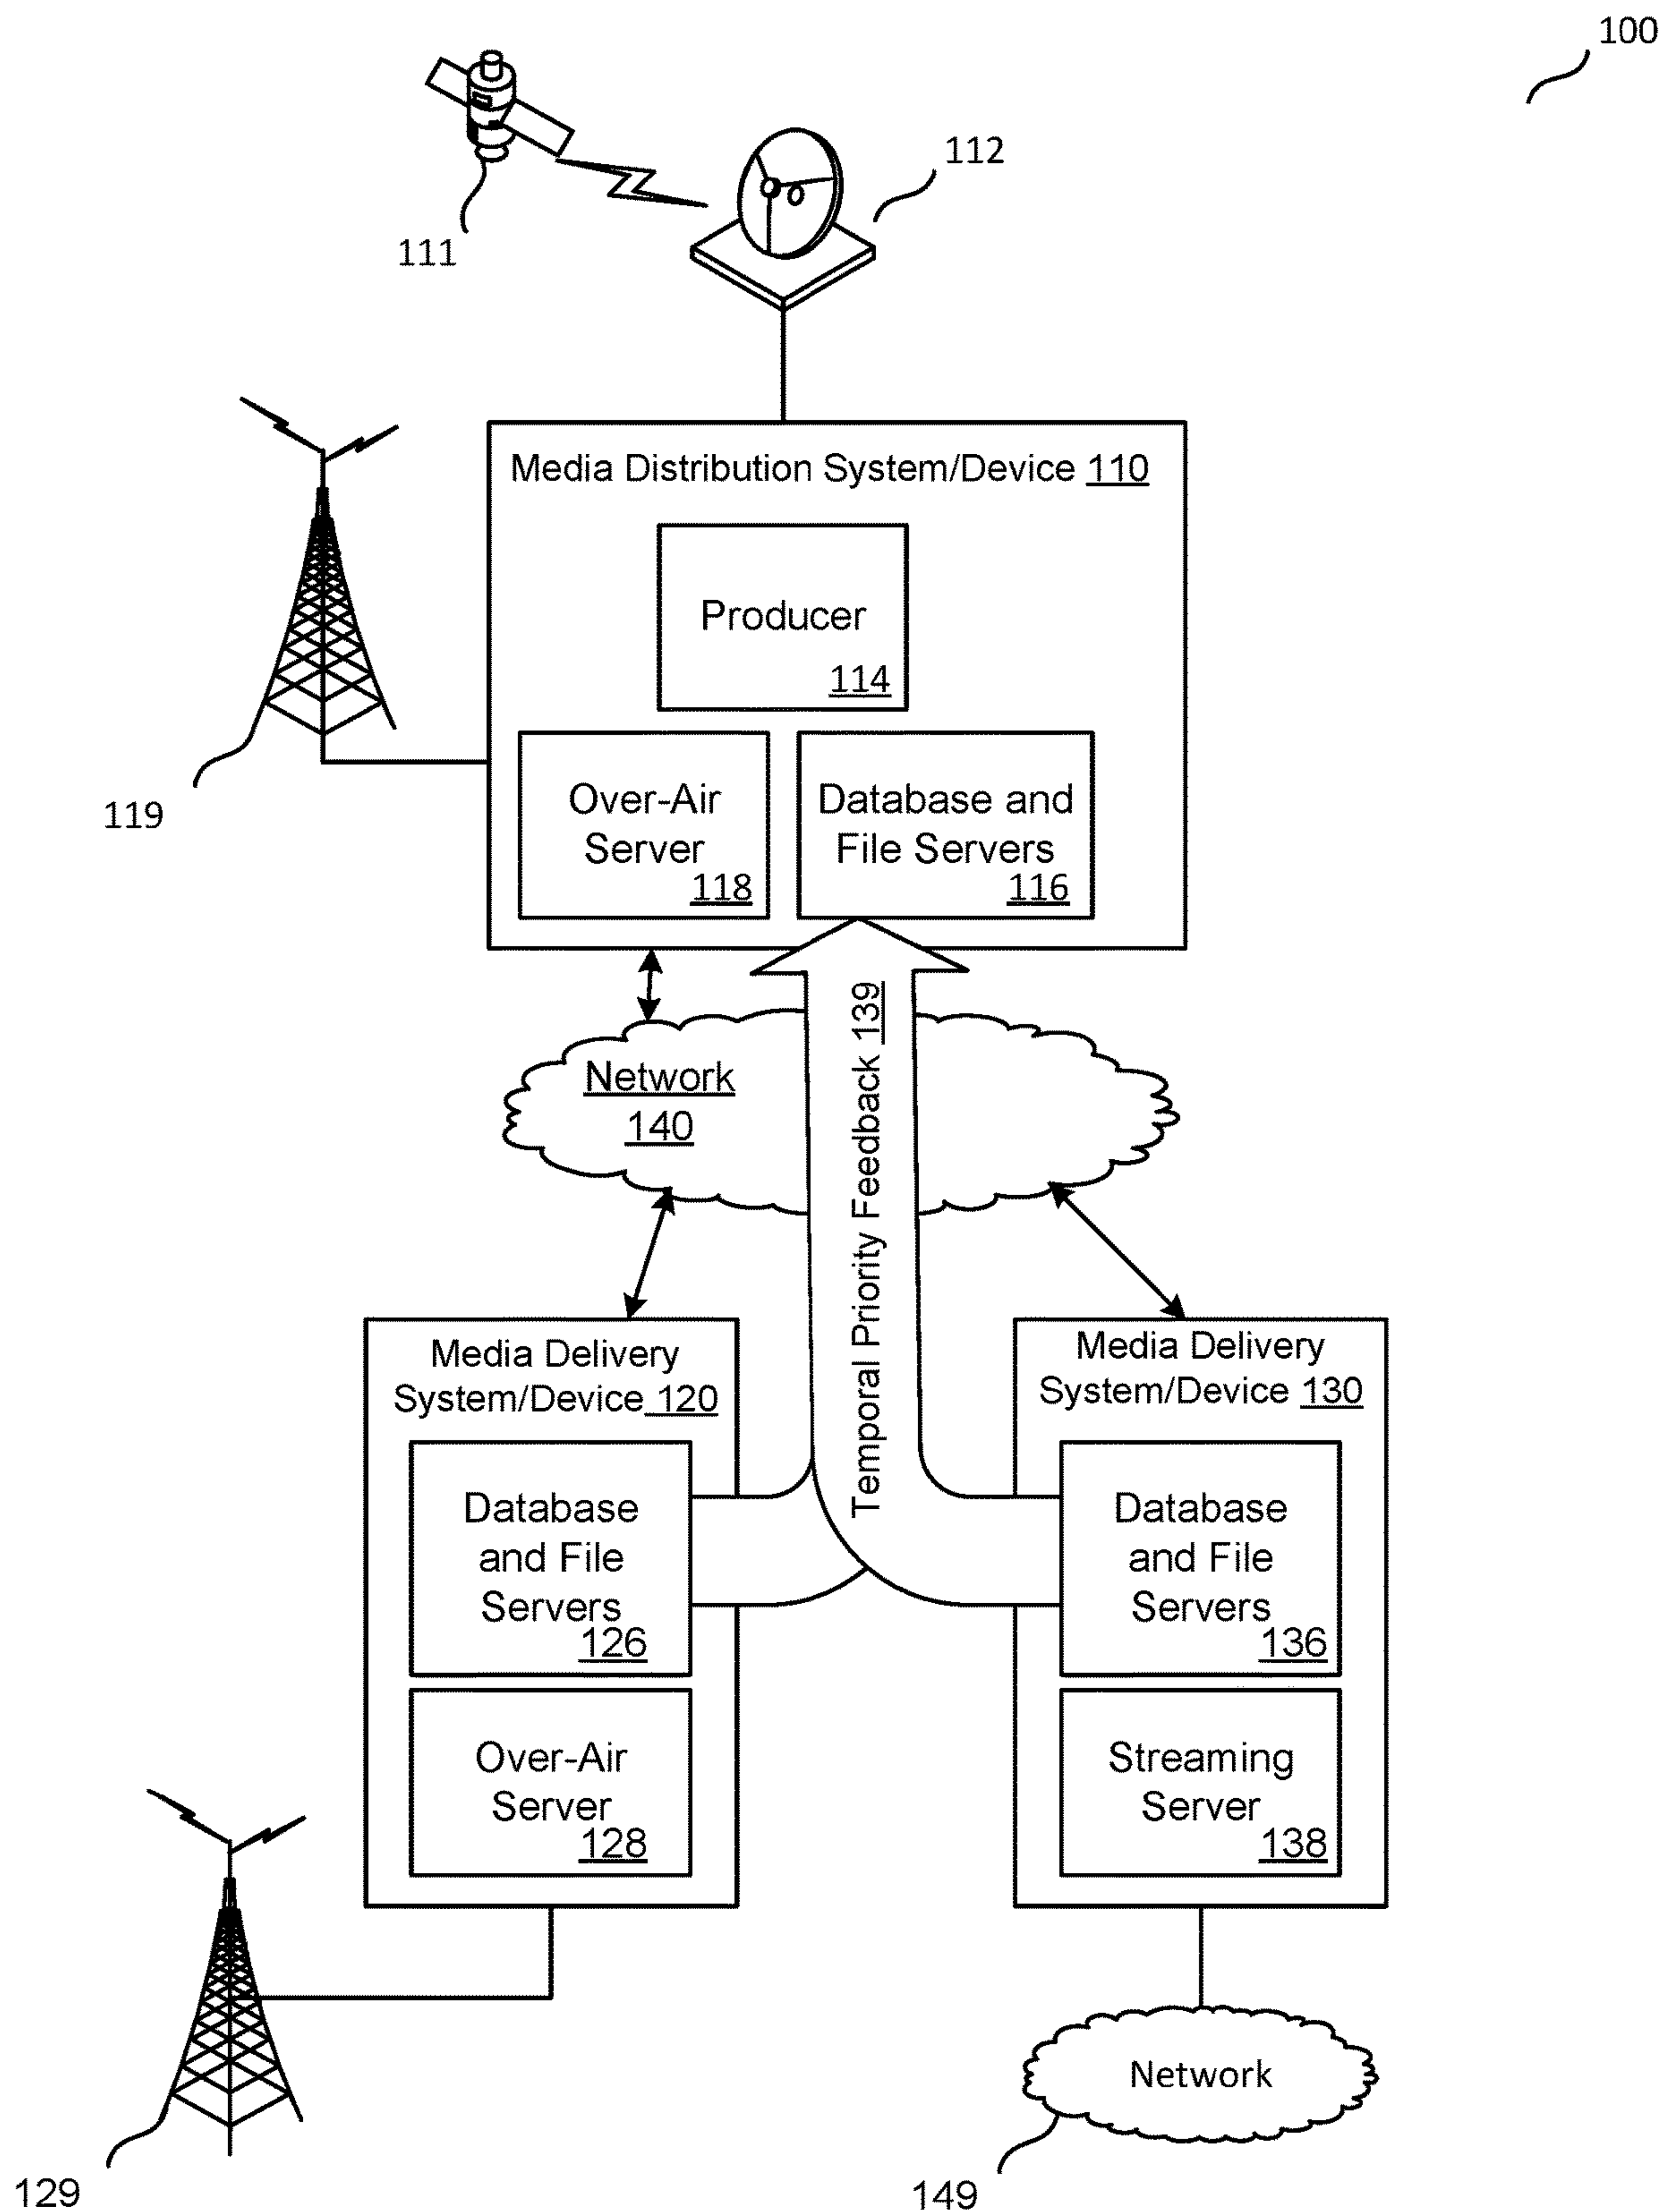 100
112
111
Media Distribution System/Device 110
Producer
114
119
Over-Air
Server
118
Database and
File Servers
116
Network
140
Temporal Priority Feedback 139
Media Delivery
System/Device 120
Database
and File
Servers
126
Over-Air
Server
128
Media Delivery
System/Device 130
Database
and File
Servers
136
Streaming
Server
138
Network
129
149